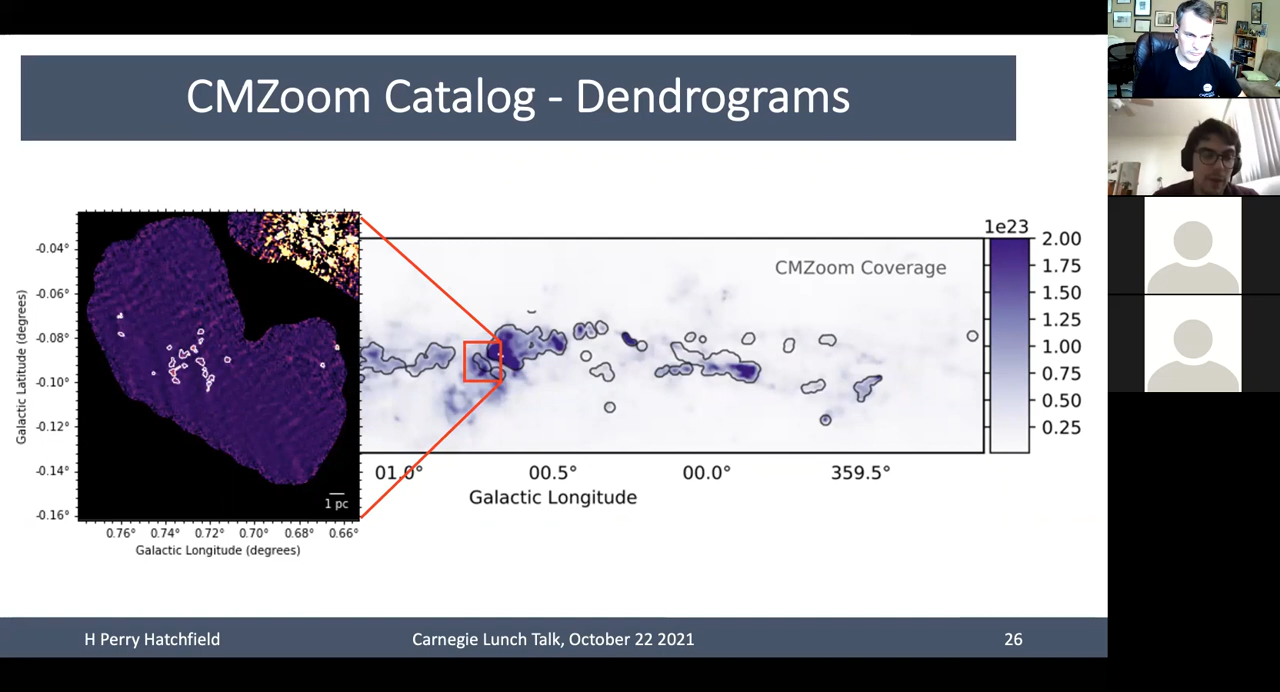 CMZoom Catalog - Dendrograms
1e23
CMZoom Coverage
2.00
1.75
1.50
1.25
1.00
0.75
0.50
0.25
Galactic Latitude (degrees)
-0.04°
-0.06°
-0.08°
-0.10°
-0.12°
-0.14°
-0.16°
1 pc
0.76° 0.74° 0.72° 0.70° 0.68° 0.66°
Galactic Longitude (degrees)
01.0° 00.5° 00.0° 359.5°
Galactic Longitude
H Perry Hatchfield
Carnegie Lunch Talk, October 22 2021
26